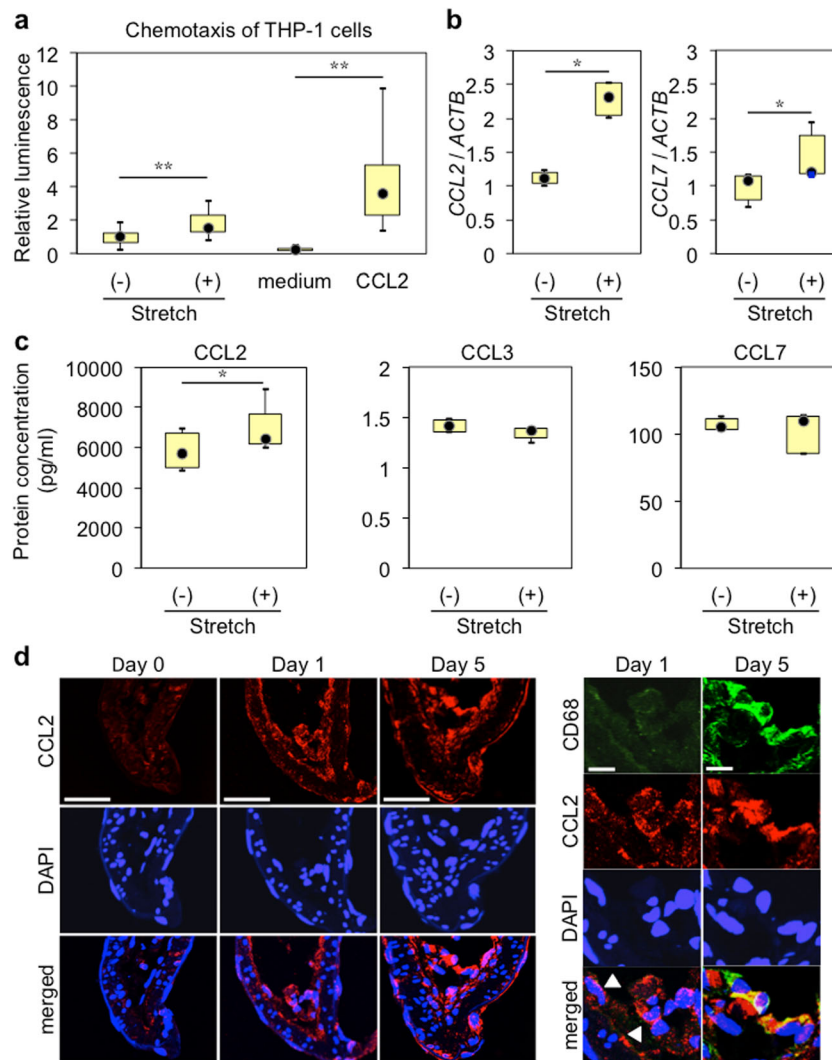 a
Chemotaxis of THP-1 cells
Relative luminescence
12
10
8
6
4
2
0
**
**
(-)
(+)
medium
CCL2
Stretch
b
CCL2 / ACTB
3
2.5
2
1.5
1
0.5
0
*
(-)
(+)
Stretch
CCL7 / ACTB
3
2.5
2
1.5
1
0.5
0
*
(-)
(+)
Stretch
c
Protein concentration
(pg/ml)
CCL2
10000
8000
6000
4000
2000
0
*
(-)
(+)
Stretch
CCL3
2
1.5
1
0.5
0
(-)
(+)
Stretch
CCL7
150
100
50
0
(-)
(+)
Stretch
d
Day 0
Day 1
Day 5
CCL2
DAPI
merged
Day 1
Day 5
CD68
CCL2
DAPI
merged